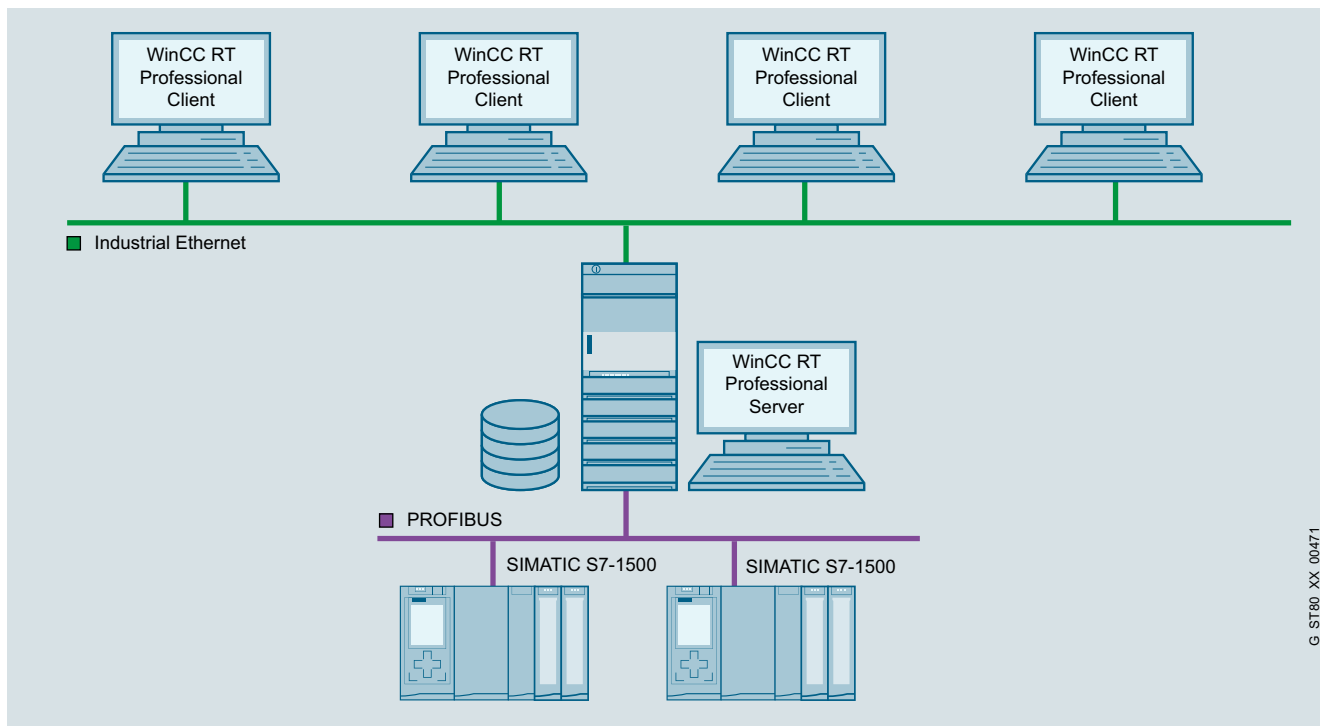 WinCC RT
Professional
Client
WinCC RT
Professional
Client
WinCC RT
Professional
Client
WinCC RT
Professional
Client
Industrial Ethernet
WinCC RT
Professional
Server
PROFIBUS
SIMATIC S7-1500
SIMATIC S7-1500
G_ST80_XX_00471